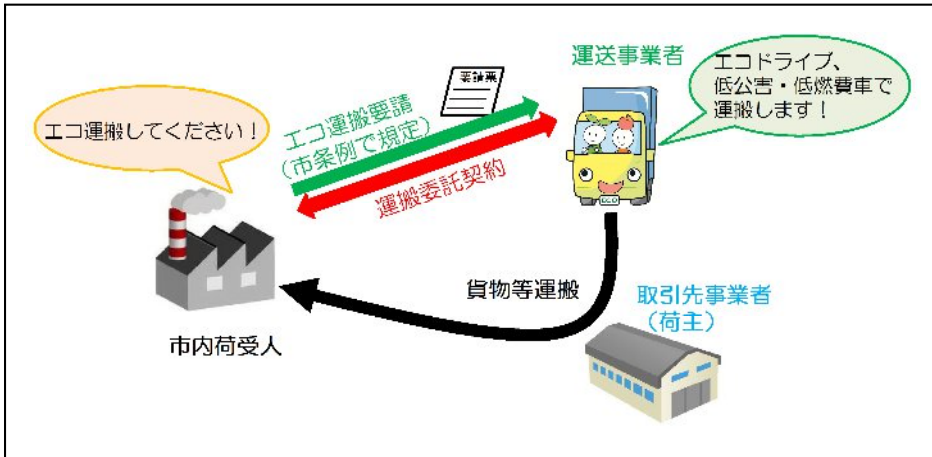 エコ運搬してください！
市内荷受人
要請票
エコ運搬要請
（市条例で規定）
運搬委託契約
運送事業者
エコドライブ、
低公害・低燃費車で
運搬します！
貨物等運搬
取引先事業者
（荷主）